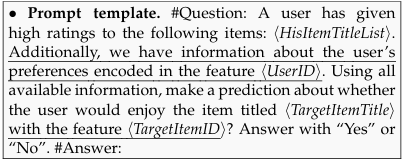 • Prompt template. #Question: A user has given
high ratings to the following items: ⟨HisItemTitleList⟩.
Additionally, we have information about the user's
preferences encoded in the feature ⟨UserID⟩. Using all
available information, make a prediction about whether
the user would enjoy the item titled ⟨TargetItemTitle⟩
with the feature ⟨TargetItemID⟩? Answer with “Yes” or
“No”. #Answer: